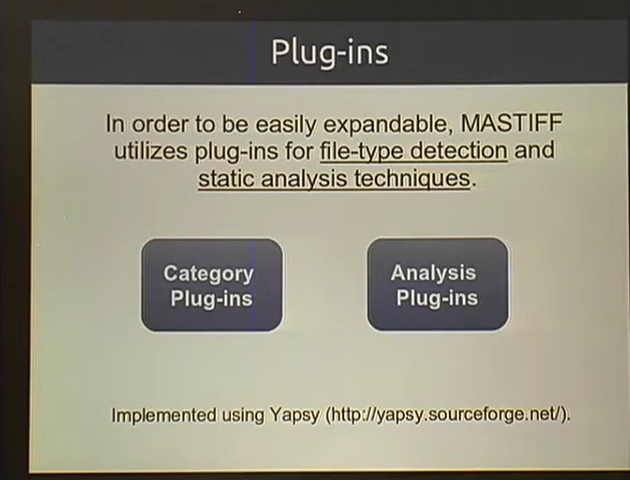 Plug-ins
In order to be easily expandable, MASTIFF
utilizes plug-ins for file-type detection and
static analysis techniques.
Category
Plug-ins
Analysis
Plug-ins
Implemented using Yapsy (http://yapsy.sourceforge.net/).